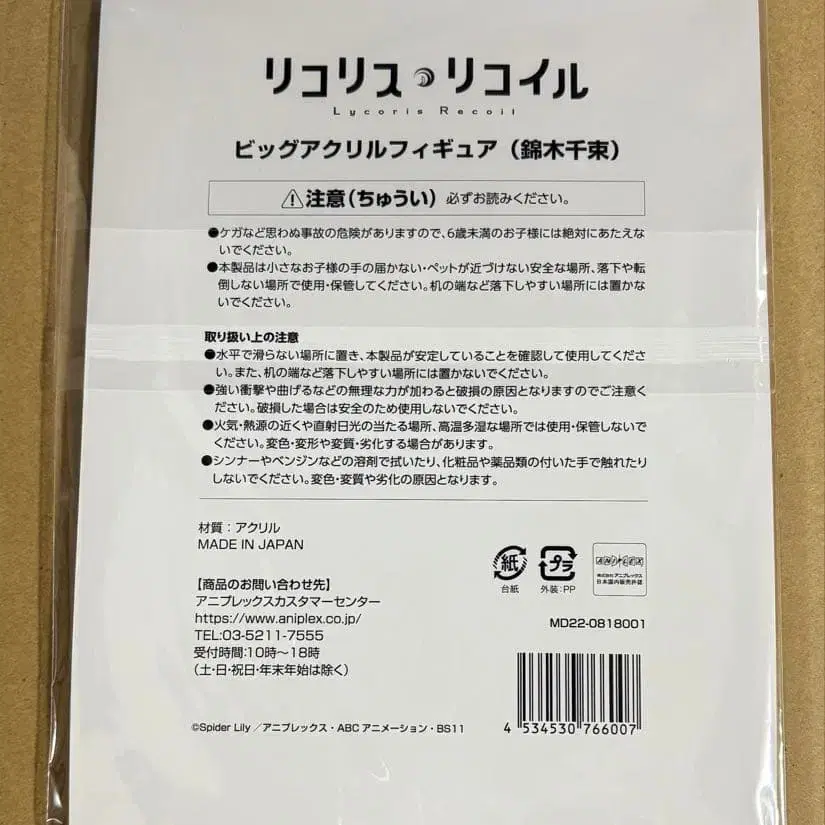 リコリス・リコイル
Lycoris Recoil
ビッグアクリルフィギュア（錦木千束）
注意（ちゅうい） 必ずお読みください。
●ケガなど思わぬ事故の危険がありますので、6歳未満のお子様には絶対にあたえな
いでください。
●本製品は小さなお子様の手の届かない・ペットが近づけない安全な場所、落下や転
倒しない場所で使用・保管してください。机の端など落下しやすい場所には置かな
いでください。
取り扱い上の注意
●水平で滑らない場所に置き、本製品が安定していることを確認して使用してくださ
い。また、机の端など落下しやすい場所には置かないでください。
●強い衝撃や曲げるなどの無理な力が加わると破損の原因となりますのでご注意く
ださい。破損した場合は安全のため使用しないでください。
●火気・熱源の近くや直射日光の当たる場所、高温多湿な場所では使用・保管しないで
ください。変色・変形や変質・劣化する場合があります。
●シンナーやベンジンなどの溶剤で拭いたり、化粧品や薬品類の付いた手で触れたり
しないでください。変色・変質や劣化の原因となります。
材質：アクリル
MADE IN JAPAN
紙
台紙
プラ
外装：PP
ANIPLEX
株式会社アニプレックス
日本国内販売許諾
【商品のお問い合わせ先】
アニプレックスカスタマーセンター
https://www.aniplex.co.jp/
TEL:03-5211-7555
受付時間：10時～18時
（土・日・祝日・年末年始は除く）
MD22-0818001
©Spider Lily／アニプレックス・ABCアニメーション・BS11
4 534530 766007